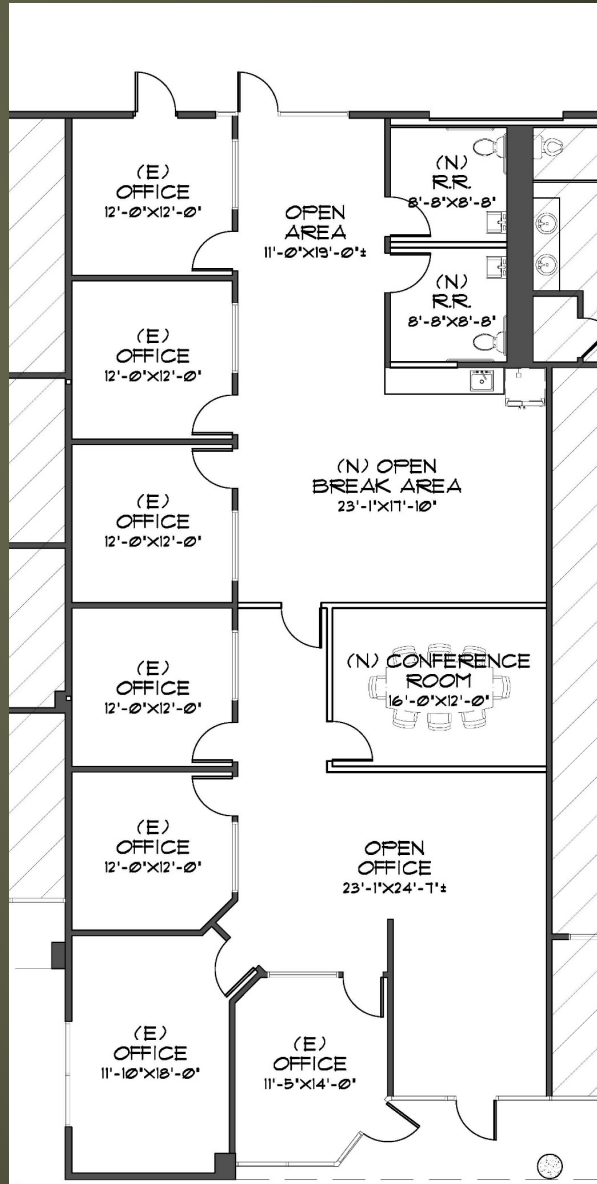 (E)
OFFICE
12'-0"X12'-0"
OPEN
AREA
11'-0"X19'-0"±
(N)
R.R.
8'-8"X8'-8"
(N)
R.R.
8'-8"X8'-8"
(E)
OFFICE
12'-0"X12'-0"
(N) OPEN
BREAK AREA
23'-1"X17'-10"
(E)
OFFICE
12'-0"X12'-0"
(E)
OFFICE
12'-0"X12'-0"
(N) CONFERENCE
ROOM
16'-0"X12'-0"
(E)
OFFICE
12'-0"X12'-0"
OPEN
OFFICE
23'-1"X24'-7"±
(E)
OFFICE
11'-10"X18'-0"
(E)
OFFICE
11'-5"X14'-0"